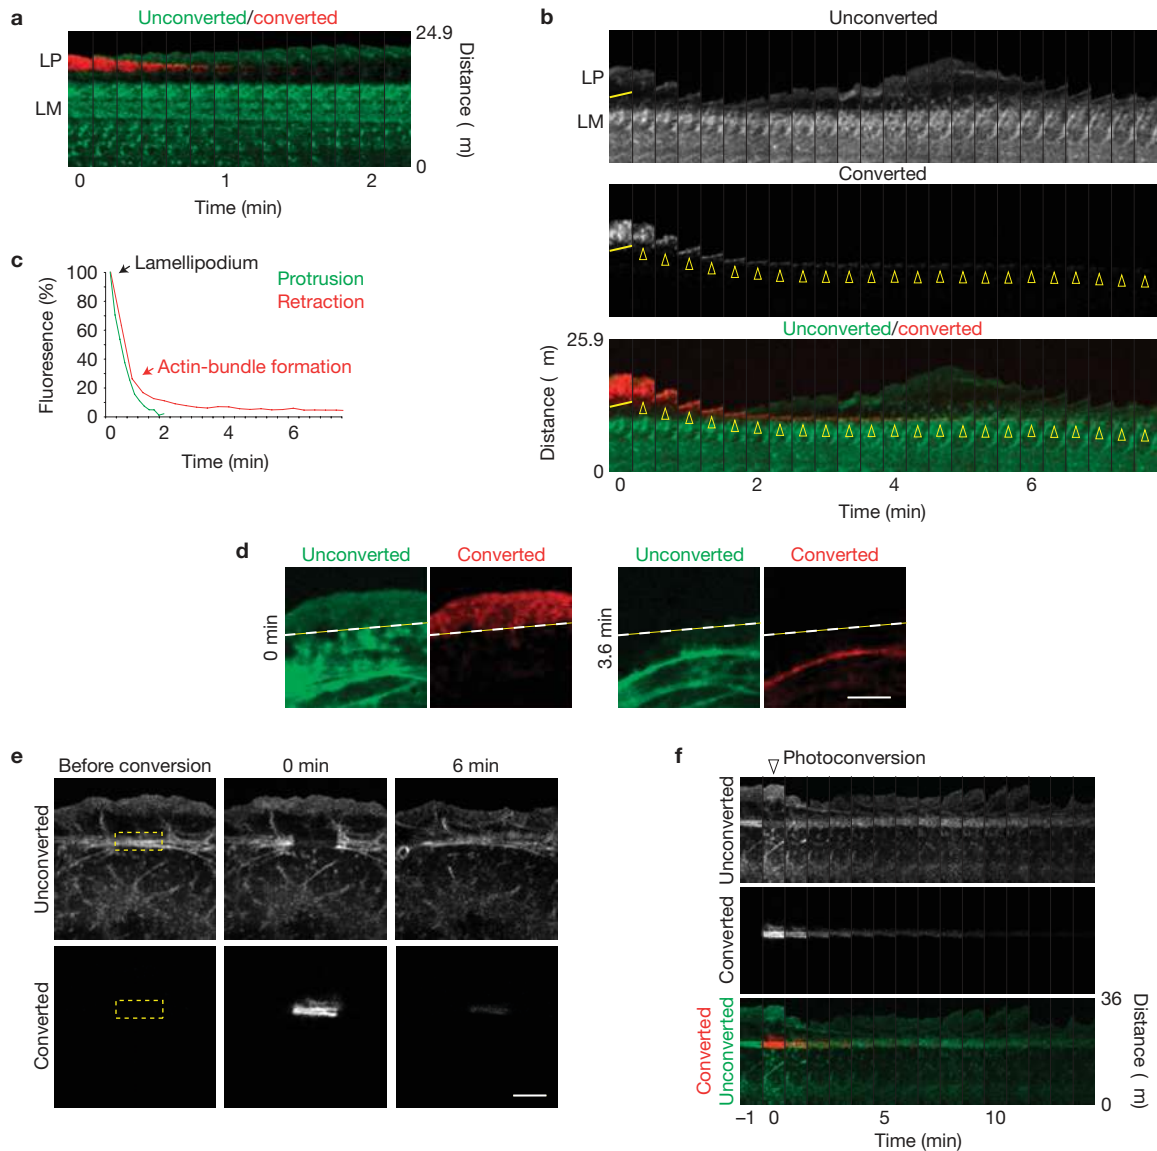 a
Unconverted/converted
LP
LM
24.9
Distance ( m)
0
0 1 2
Time (min)
b
Unconverted
LP
LM
Converted
Unconverted/converted
25.9
Distance ( m)
0
0 2 4 6
Time (min)
c
Fluoresence (%)
100
80
60
40
20
0
Lamellipodium
Protrusion
Retraction
Actin-bundle formation
0 2 4 6
Time (min)
d
Unconverted Converted Unconverted Converted
0 min
3.6 min
e
Before conversion 0 min 6 min
Unconverted
Converted
f
Photoconversion
Unconverted
Converted
Converted
Unconverted
36
Distance ( m)
0
–1 0 5 10
Time (min)